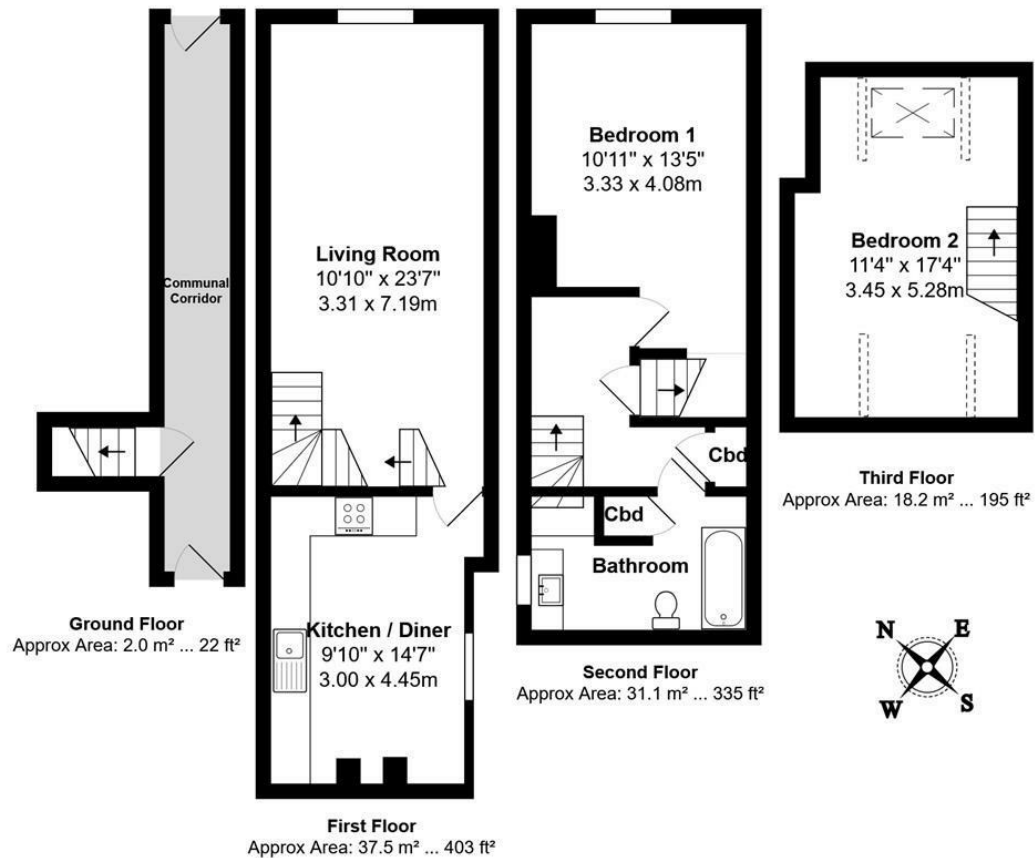 Communal
Corridor
Ground Floor
Approx Area: 2.0 m² ... 22 ft²
Living Room
10'10" x 23'7"
3.31 x 7.19m
Kitchen / Diner
9'10" x 14'7"
3.00 x 4.45m
First Floor
Approx Area: 37.5 m² ... 403 ft²
Bedroom 1
10'11" x 13'5"
3.33 x 4.08m
Cbd
Cbd
Bathroom
Second Floor
Approx Area: 31.1 m² ... 335 ft²
Bedroom 2
11'4" x 17'4"
3.45 x 5.28m
Third Floor
Approx Area: 18.2 m² ... 195 ft²
N E
W S